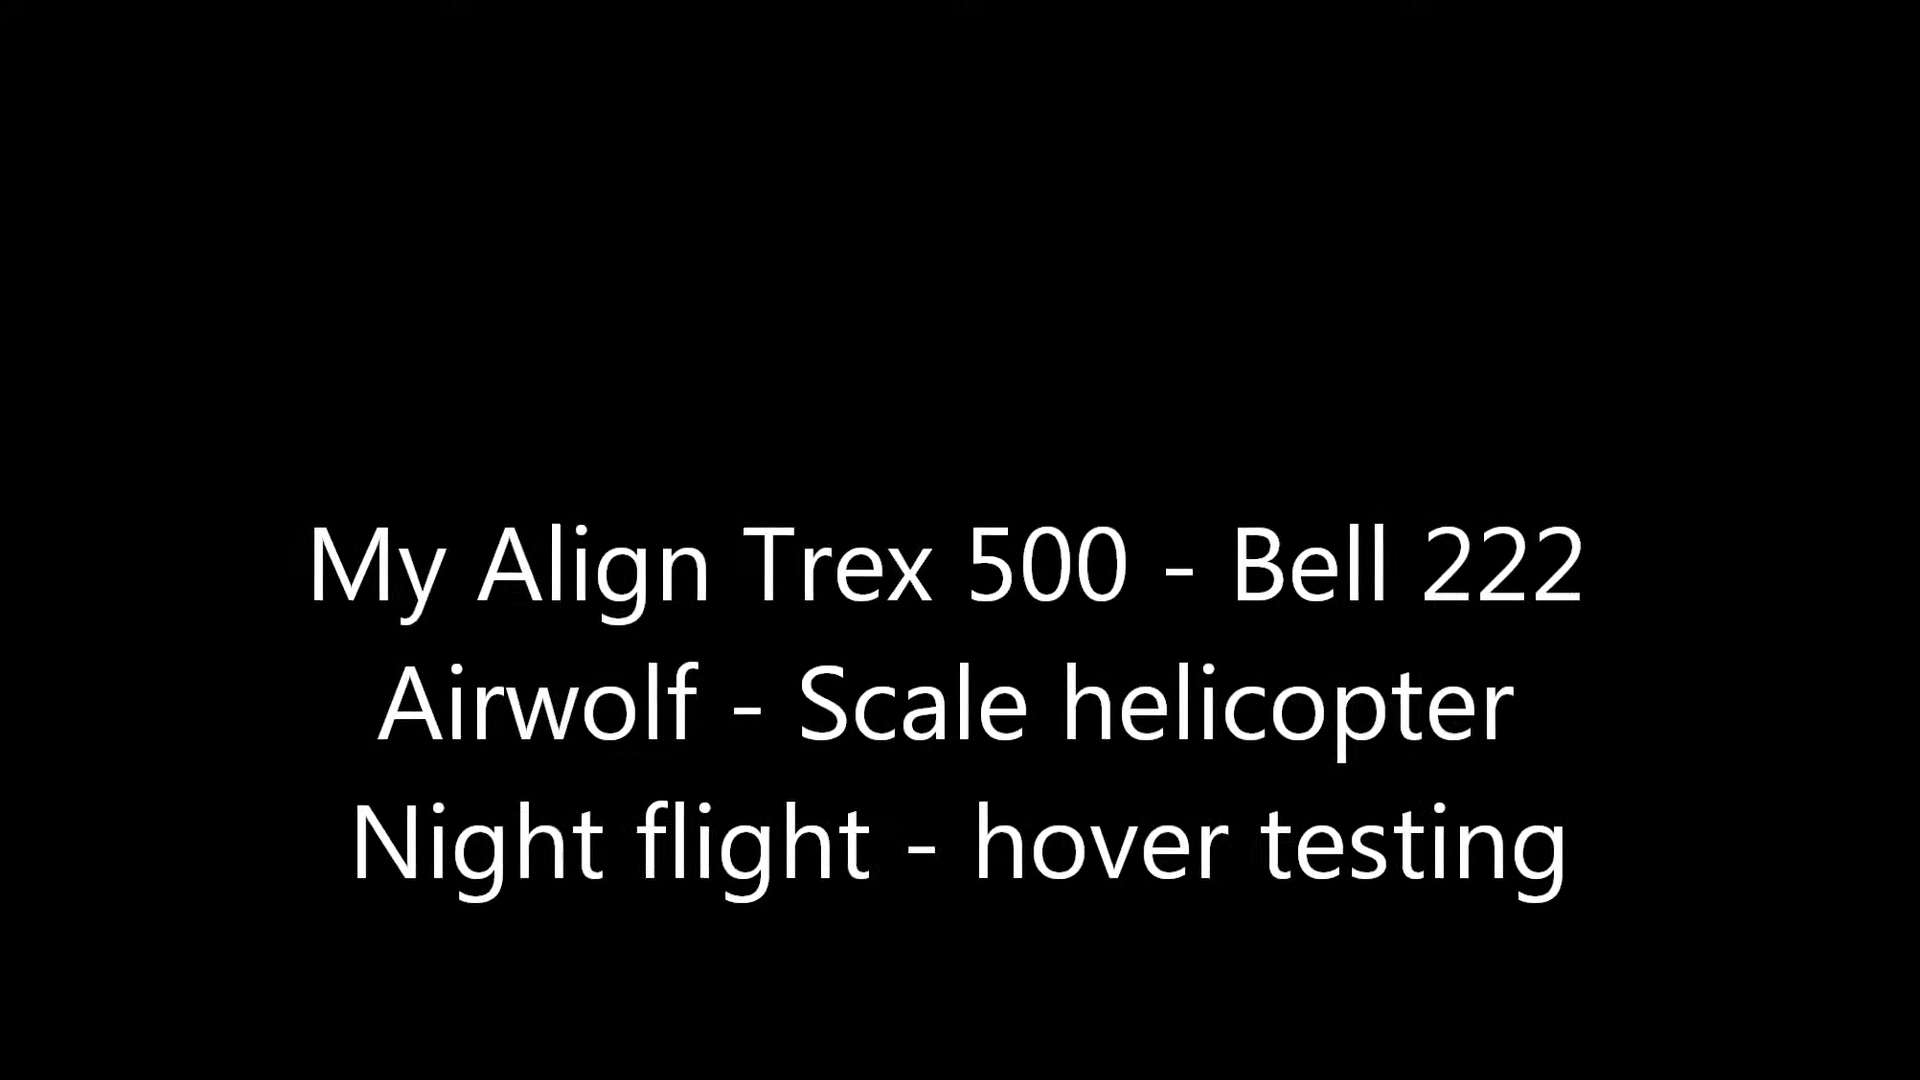 My Align Trex 500 - Bell 222
Airwolf - Scale helicopter
Night flight - hover testing